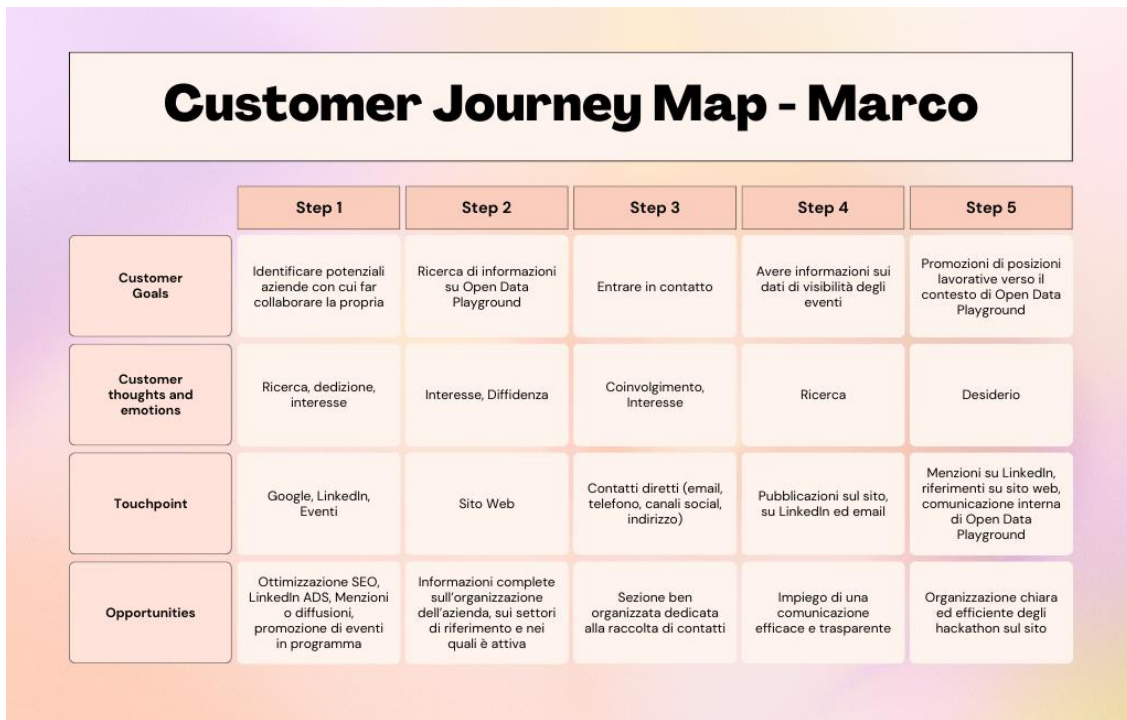 Customer Journey Map - Marco
Step 1
Step 2
Step 3
Step 4
Step 5
Customer
Goals
Identificare potenziali
aziende con cui far
collaborare la propria
Ricerca di informazioni
su Open Data
Playground
Entrare in contatto
Avere informazioni sui
dati di visibilità degli
eventi
Promozioni di posizioni
lavorative verso il
contesto di Open Data
Playground
Customer
thoughts and
emotions
Ricerca, dedizione,
interesse
Interesse, Diffidenza
Coinvolgimento,
Interesse
Ricerca
Desiderio
Touchpoint
Google, LinkedIn,
Eventi
Sito Web
Contatti diretti (email,
telefono, canali social,
indirizzo)
Pubblicazioni sul sito,
su LinkedIn ed email
Menzioni su LinkedIn,
riferimenti su sito web,
comunicazione interna
di Open Data
Playground
Opportunities
Ottimizzazione SEO,
LinkedIn ADS, Menzioni
o diffusioni,
promozione di eventi
in programma
Informazioni complete
sull'organizzazione
dell'azienda, sui settori
di riferimento e nei
quali è attiva
Sezione ben
organizzata dedicata
alla raccolta di contatti
Impiego di una
comunicazione
efficace e trasparente
Organizzazione chiara
ed efficiente degli
hackathon sul sito